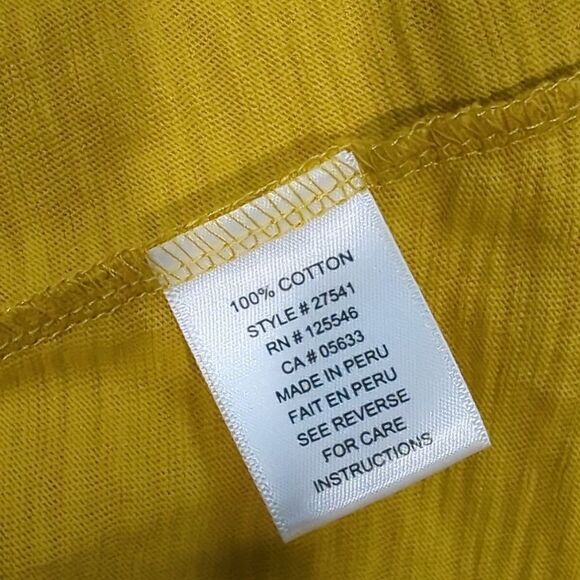 100% COTTON
STYLE # 27541
RN # 125546
CA # 05633
MADE IN PERU
FAIT EN PERU
SEE REVERSE
FOR CARE
INSTRUCTIONS